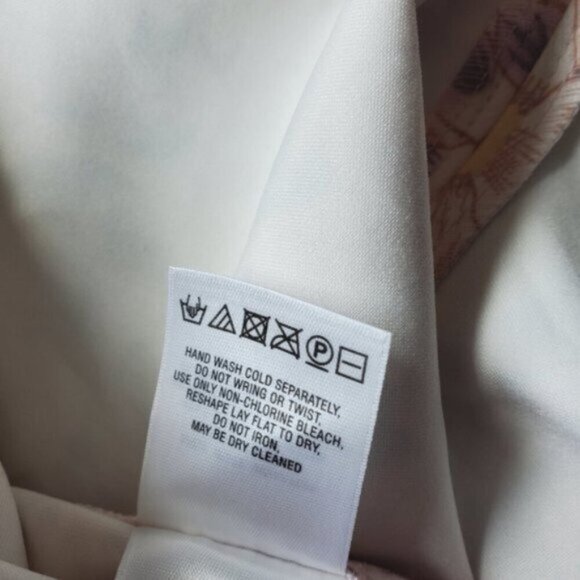 P
HAND WASH COLD SEPARATELY.
DO NOT WRING OR TWIST.
USE ONLY NON-CHLORINE BLEACH.
RESHAPE LAY FLAT TO DRY.
DO NOT IRON.
MAY BE DRY CLEANED